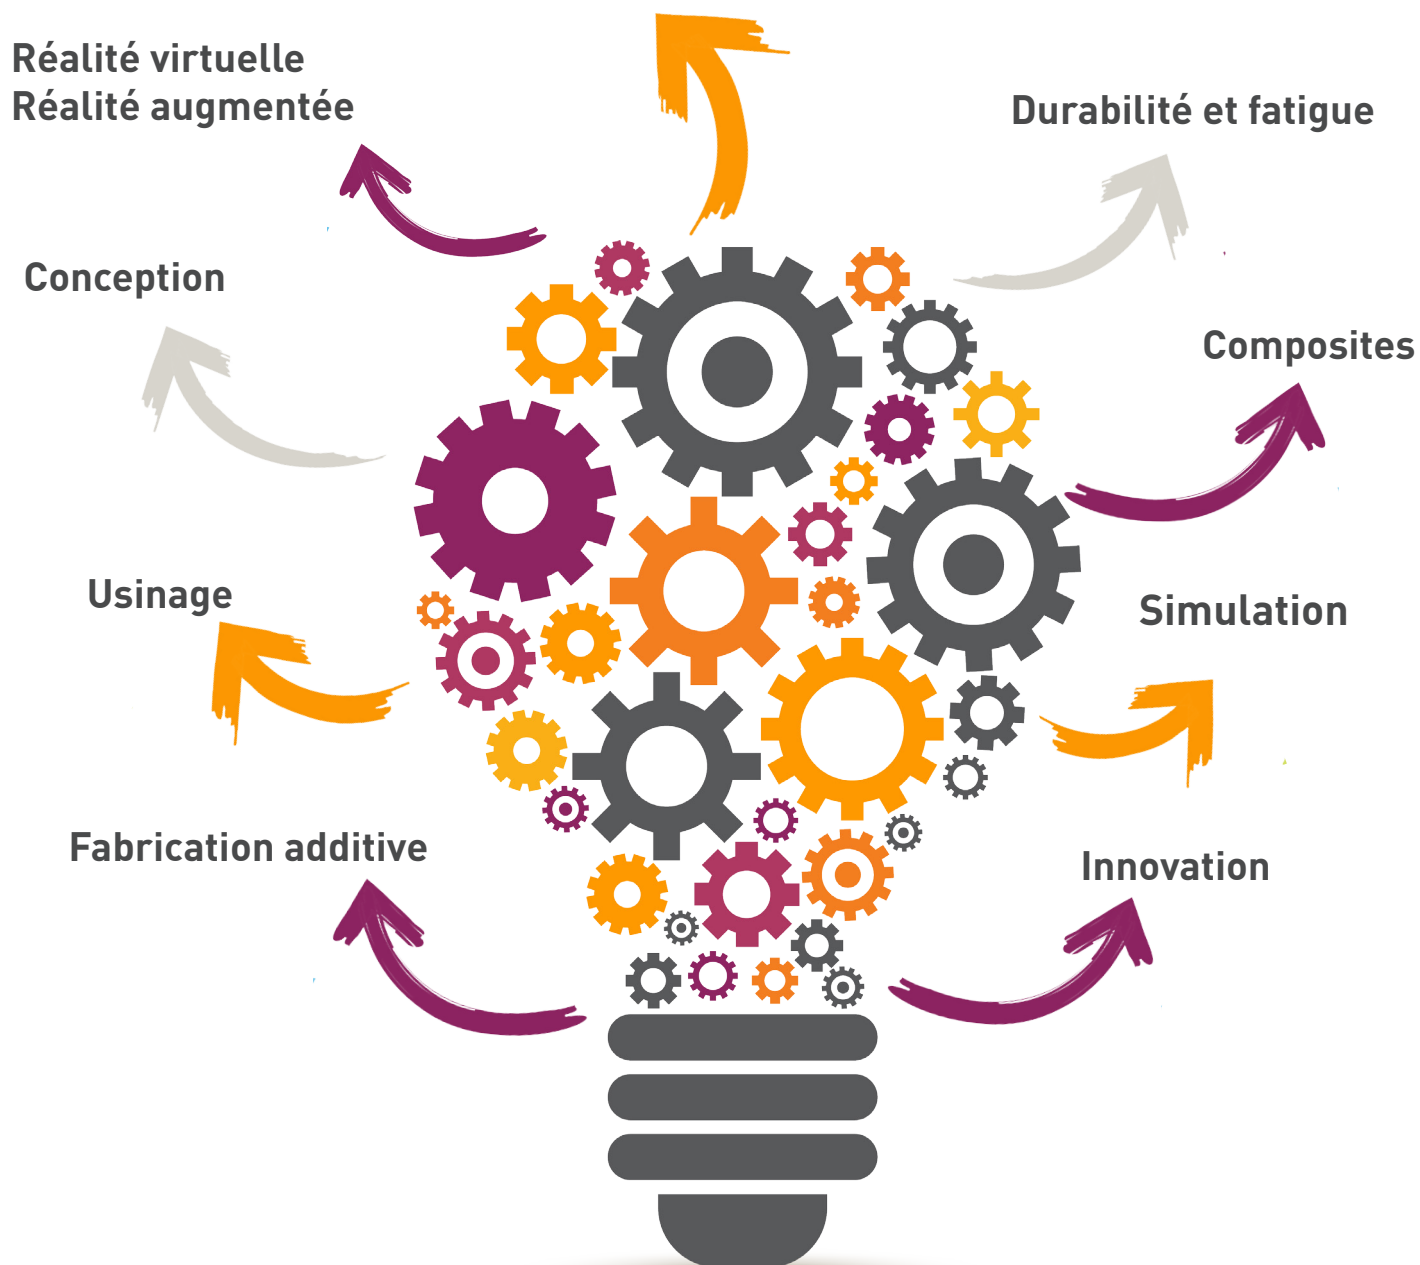 Réalité virtuelle
Réalité augmentée
Durabilité et fatigue
Conception
Composites
Usinage
Simulation
Fabrication additive
Innovation